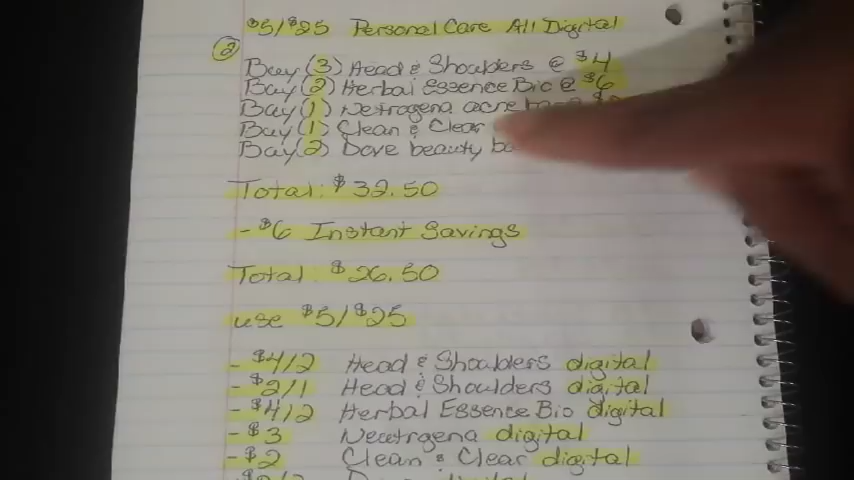 $5/$25 Personal Care All Digital
② Buy (3) Head & Shoulders @ $4
Buy (2) Herbal Essence Bio @ $6
Buy (1) Netrogena acne
Buy (1) Clean & Clear
Buy (2) Dove beauty
Total: $32.50
- $6 Instant Savings
Total: $26.50
use $5/$25
- $4/2 Head & Shoulders digital
- $2/1 Head & Shoulders digital
- $4/2 Herbal Essence Bio digital
- $3 Neutrgena digital
- $2 Clean & Clear digital